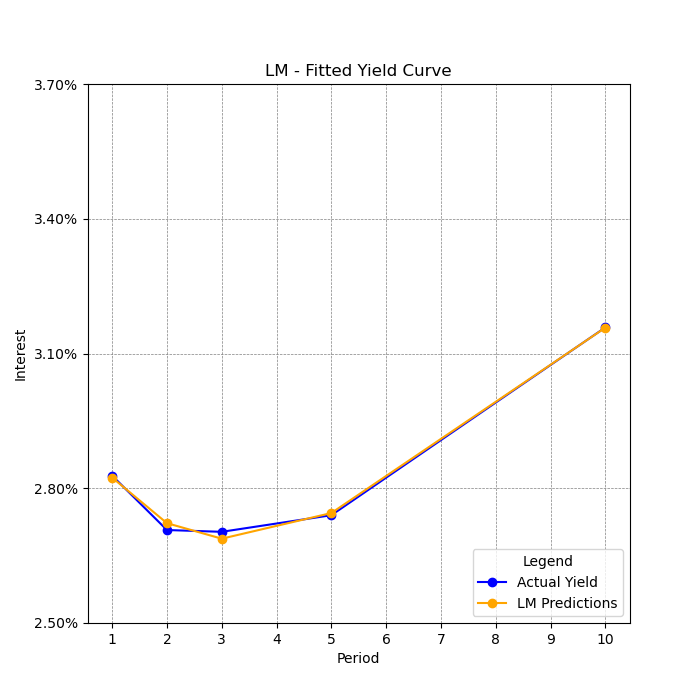 LM - Fitted Yield Curve
3.70%
3.40%
3.10%
2.80%
2.50%
Interest
1 2 3 4 5 6 7 8 9 10
Period
Legend
Actual Yield
LM Predictions